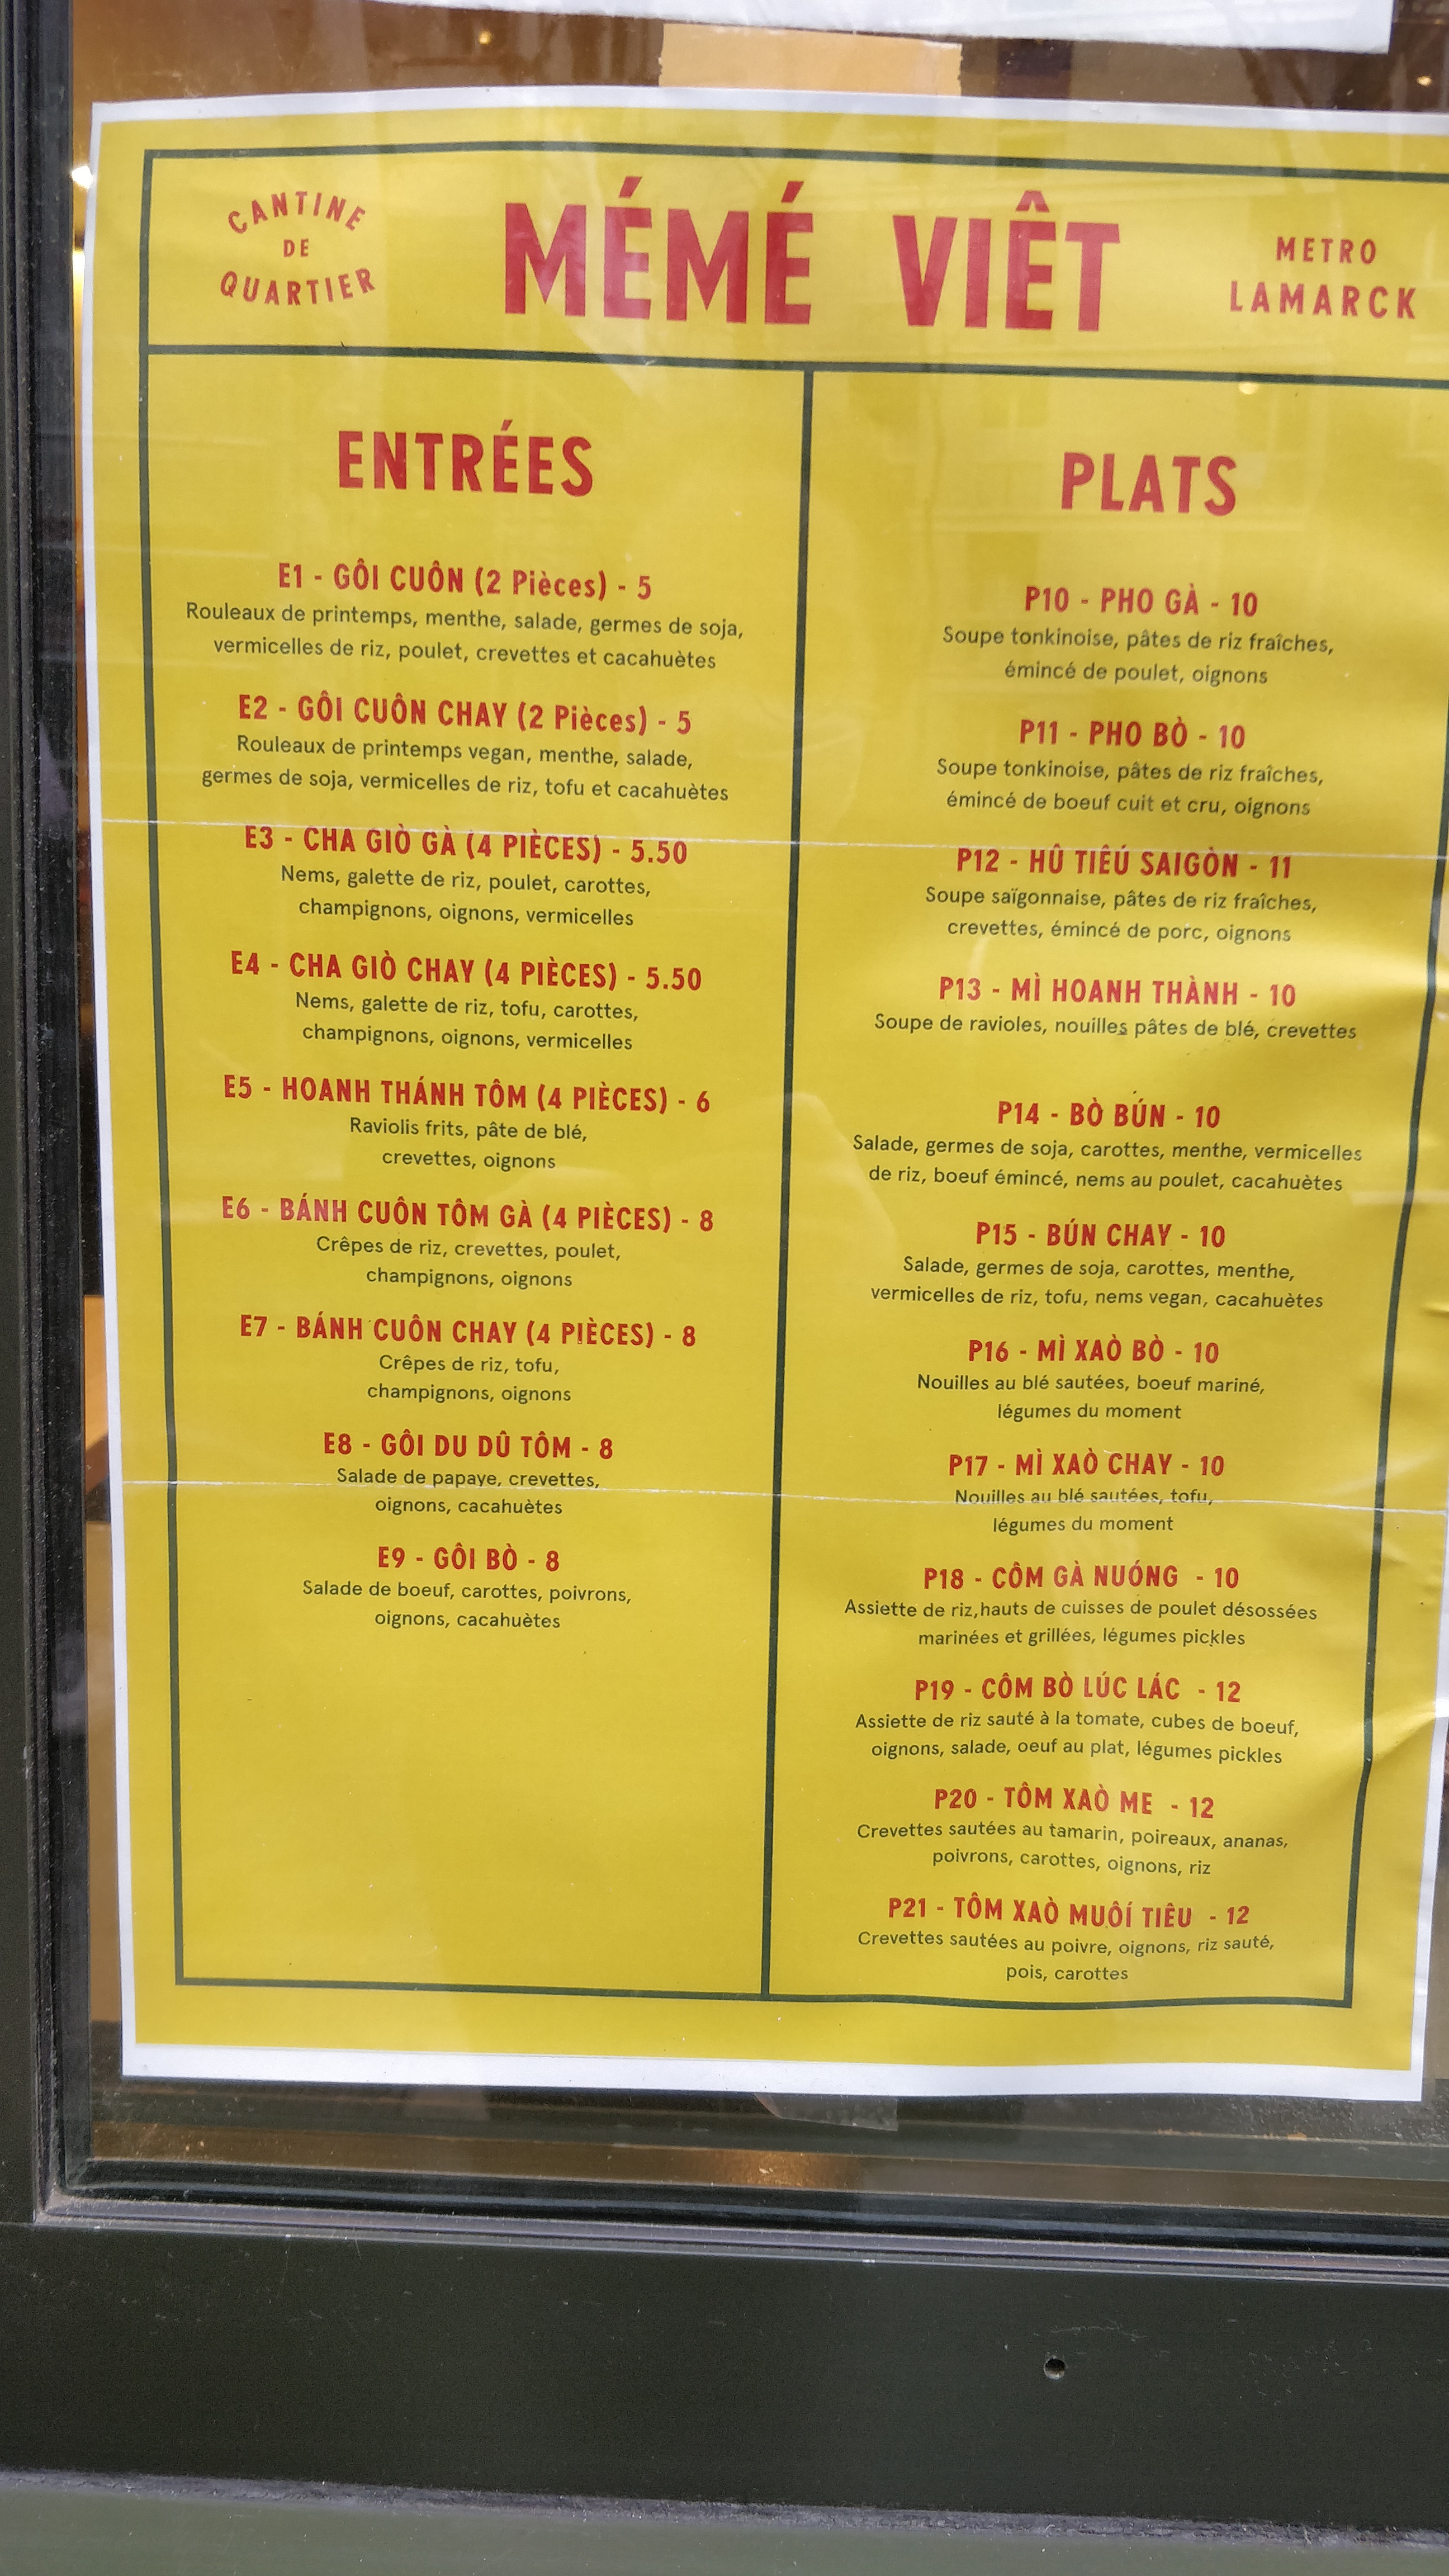 CANTINE
DE
QUARTIER
MÉMÉ VIÊT
METRO
LAMARCK
ENTRÉES
E1 - GÔI CUÔN (2 Pièces) - 5
Rouleaux de printemps, menthe, salade, germes de soja,
vermicelles de riz, poulet, crevettes et cacahuètes
E2 - GÔI CUÔN CHAY (2 Pièces) - 5
Rouleaux de printemps vegan, menthe, salade,
germes de soja, vermicelles de riz, tofu et cacahuètes
E3 - CHA GIÒ GÀ (4 PIÈCES) - 5.50
Nems, galette de riz, poulet, carottes,
champignons, oignons, vermicelles
E4 - CHA GIÒ CHAY (4 PIÈCES) - 5.50
Nems, galette de riz, tofu, carottes,
champignons, oignons, vermicelles
E5 - HOANH THÁNH TÔM (4 PIÈCES) - 6
Raviolis frits, pâte de blé,
crevettes, oignons
E6 - BÁNH CUÔN TÔM GÀ (4 PIÈCES) - 8
Crêpes de riz, crevettes, poulet,
champignons, oignons
E7 - BÁNH CUÔN CHAY (4 PIÈCES) - 8
Crêpes de riz, tofu,
champignons, oignons
E8 - GÔI DU DÛ TÔM - 8
Salade de papaye, crevettes,
oignons, cacahuètes
E9 - GÔI BÒ - 8
Salade de boeuf, carottes, poivrons,
oignons, cacahuètes
PLATS
P10 - PHO GÀ - 10
Soupe tonkinoise, pâtes de riz fraîches,
émincé de poulet, oignons
P11 - PHO BÒ - 10
Soupe tonkinoise, pâtes de riz fraîches,
émincé de boeuf cuit et cru, oignons
P12 - HÛ TIÊÚ SAIGÒN - 11
Soupe saïgonnaise, pâtes de riz fraîches,
crevettes, émincé de porc, oignons
P13 - MÌ HOANH THÀNH - 10
Soupe de ravioles, nouilles pâtes de blé, crevettes
P14 - BÒ BÚN - 10
Salade, germes de soja, carottes, menthe, vermicelles
de riz, boeuf émincé, nems au poulet, cacahuètes
P15 - BÚN CHAY - 10
Salade, germes de soja, carottes, menthe,
vermicelles de riz, tofu, nems vegan, cacahuètes
P16 - MÌ XAÒ BÒ - 10
Nouilles au blé sautées, boeuf mariné,
légumes du moment
P17 - MÌ XAÒ CHAY - 10
Nouilles au blé sautées, tofu,
légumes du moment
P18 - CÔM GÀ NUÓNG - 10
Assiette de riz,hauts de cuisses de poulet désossées
marinées et grillées, légumes pickles
P19 - CÔM BÒ LÚC LÁC - 12
Assiette de riz sauté à la tomate, cubes de boeuf,
oignons, salade, oeuf au plat, légumes pickles
P20 - TÔM XAÒ ME - 12
Crevettes sautées au tamarin, poireaux, ananas,
poivrons, carottes, oignons, riz
P21 - TÔM XAÒ MUÔÍ TIÊU - 12
Crevettes sautées au poivre, oignons, riz sauté,
pois, carottes